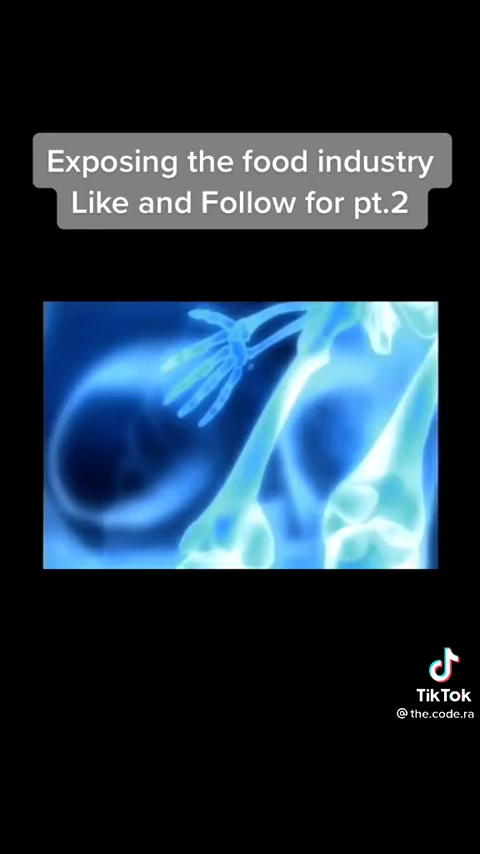 Exposing the food industry
Like and Follow for pt.2
TikTok
@the.code.ra